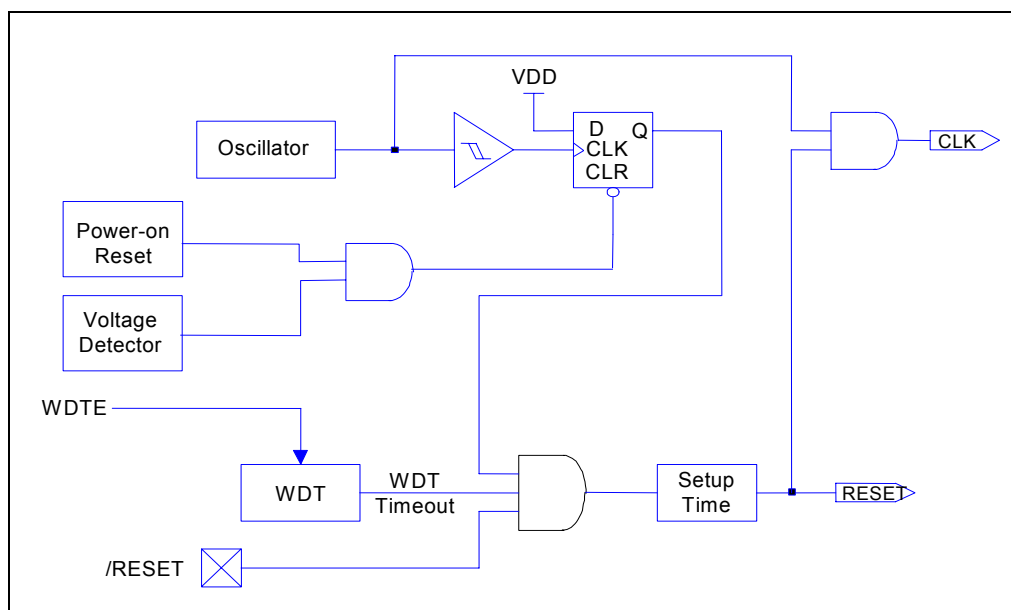 VDD
Oscillator
D Q
CLK
CLR
CLK
Power-on
Reset
Voltage
Detector
WDTE
WDT
WDT
Timeout
Setup
Time
RESET
/RESET